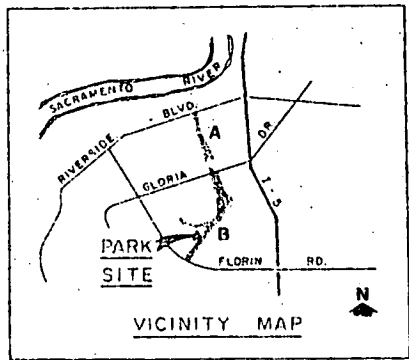 SACRAMENTO RIVER
RIVERSIDE BLVD.
A
DR.
GLORIA
I-5
PARK
SITE
B
FLORIN RD.
N
VICINITY MAP